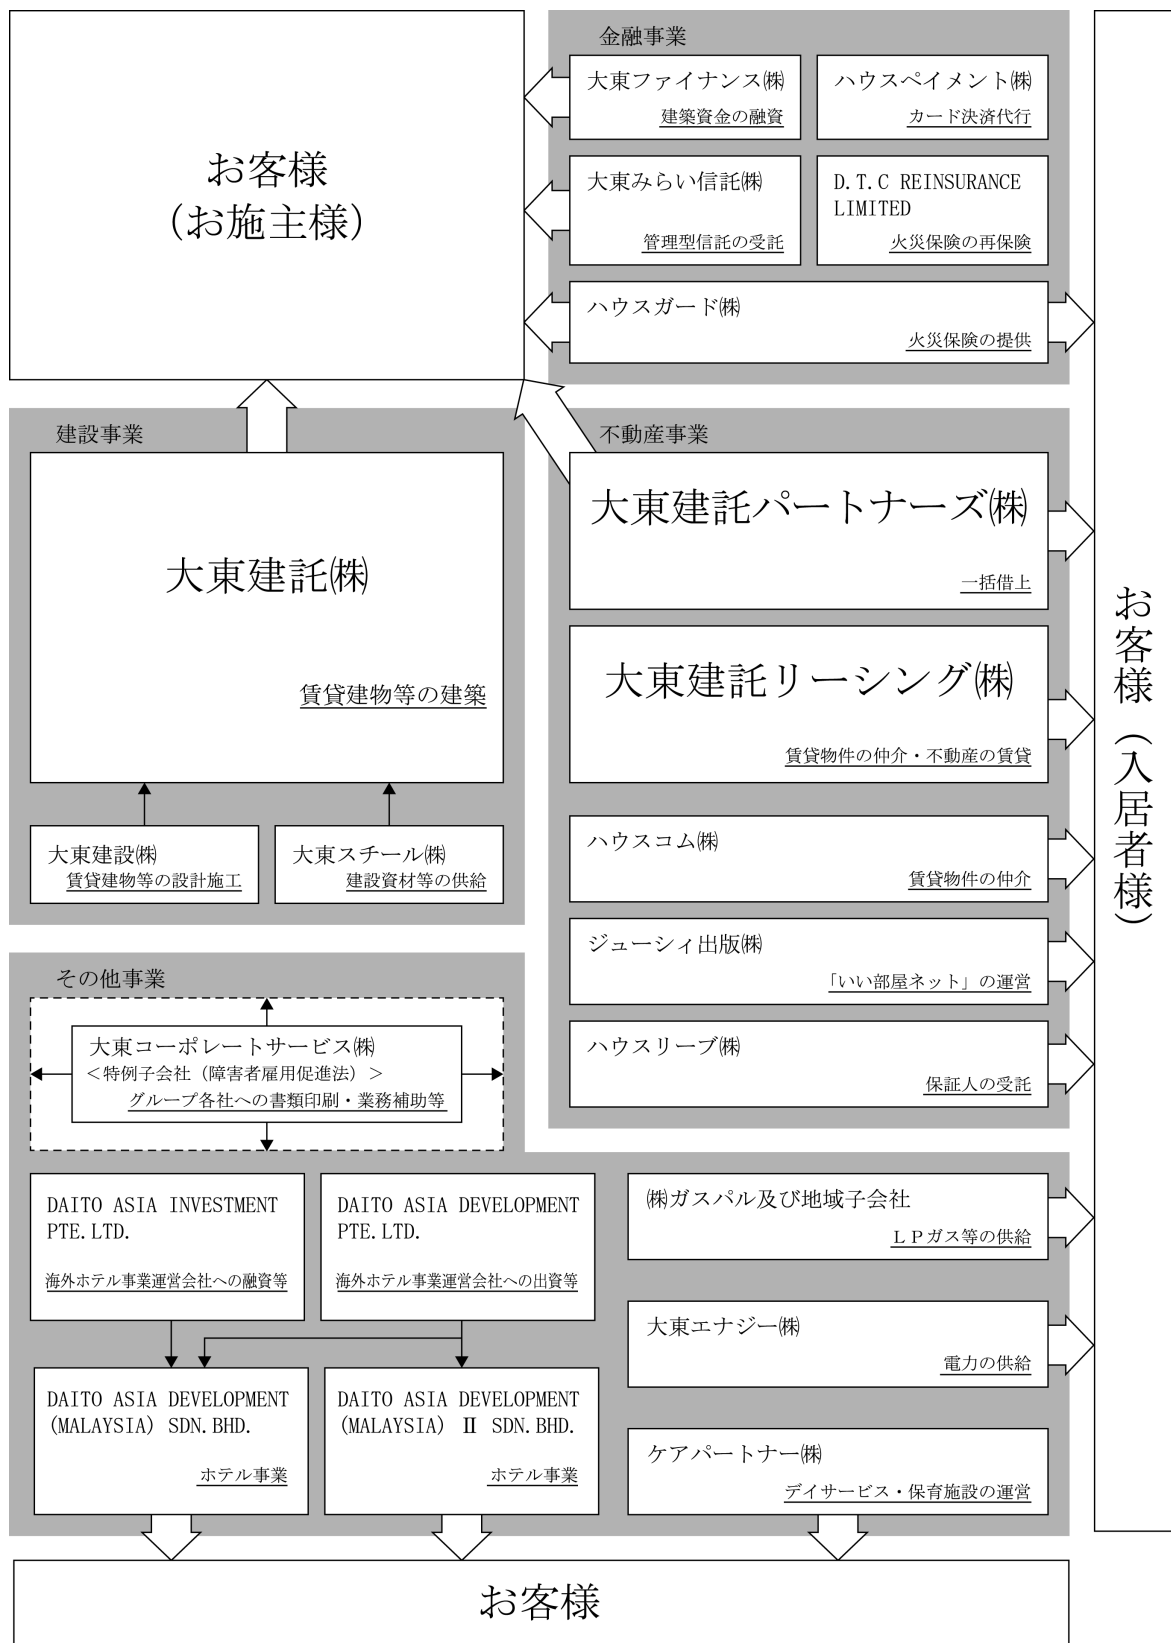 お客様
（お施主様）
金融事業
大東ファイナンス㈱
建築資金の融資
ハウスペイメント㈱
カード決済代行
大東みらい信託㈱
管理型信託の受託
D.T.C REINSURANCE
LIMITED
火災保険の再保険
ハウスガード㈱
火災保険の提供
建設事業
大東建託㈱
賃貸建物等の建築
大東建設㈱
賃貸建物等の設計施工
大東スチール㈱
建設資材等の供給
不動産事業
大東建託パートナーズ㈱
一括借上
大東建託リーシング㈱
賃貸物件の仲介・不動産の賃貸
ハウスコム㈱
賃貸物件の仲介
ジューシィ出版㈱
「いい部屋ネット」の運営
ハウスリーブ㈱
保証人の受託
お客様（入居者様）
その他事業
大東コーポレートサービス㈱
＜特例子会社（障害者雇用促進法）＞
グループ各社への書類印刷・業務補助等
DAITO ASIA INVESTMENT
PTE.LTD.
海外ホテル事業運営会社への融資等
DAITO ASIA DEVELOPMENT
PTE.LTD.
海外ホテル事業運営会社への出資等
DAITO ASIA DEVELOPMENT
(MALAYSIA) SDN.BHD.
ホテル事業
DAITO ASIA DEVELOPMENT
(MALAYSIA) Ⅱ SDN.BHD.
ホテル事業
㈱ガスパル及び地域子会社
ＬＰガス等の供給
大東エナジー㈱
電力の供給
ケアパートナー㈱
デイサービス・保育施設の運営
お客様